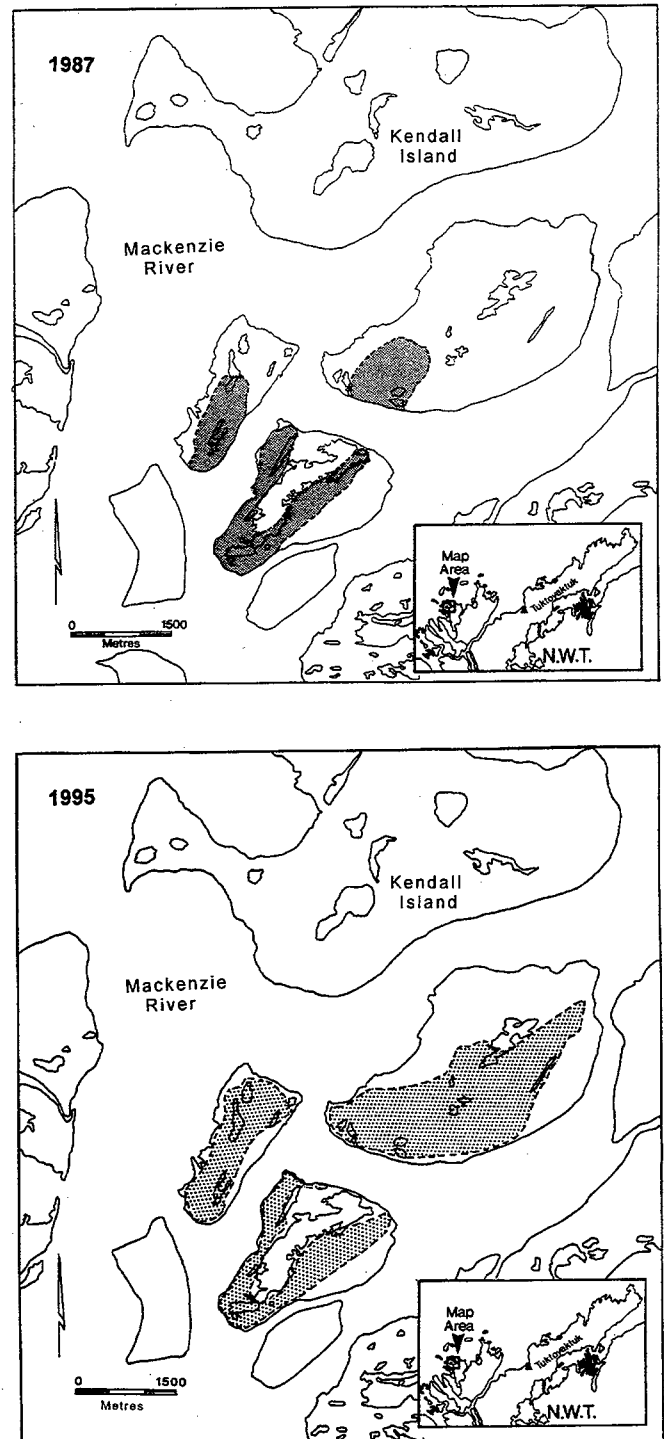 1987
Kendall
Island
Mackenzie
River
0 1500
Metres
Map
Area
Tuktoyaktuk
N.W.T.
1995
Kendall
Island
Mackenzie
River
0 1500
Metres
Map
Area
Tuktoyaktuk
N.W.T.